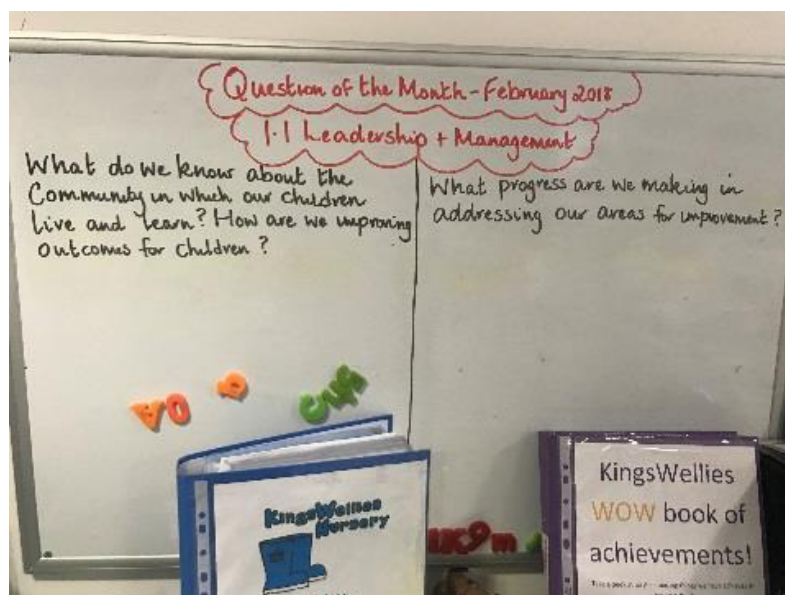 Question of the Month - February 2018
1.1 Leadership + Management
What do we know about the
Community in which our children
live and learn? How are we improving
outcomes for children?
What progress are we making in
addressing our areas for improvement?
KingsWellies
Nursery
KingsWellies
WOW book of
achievements!